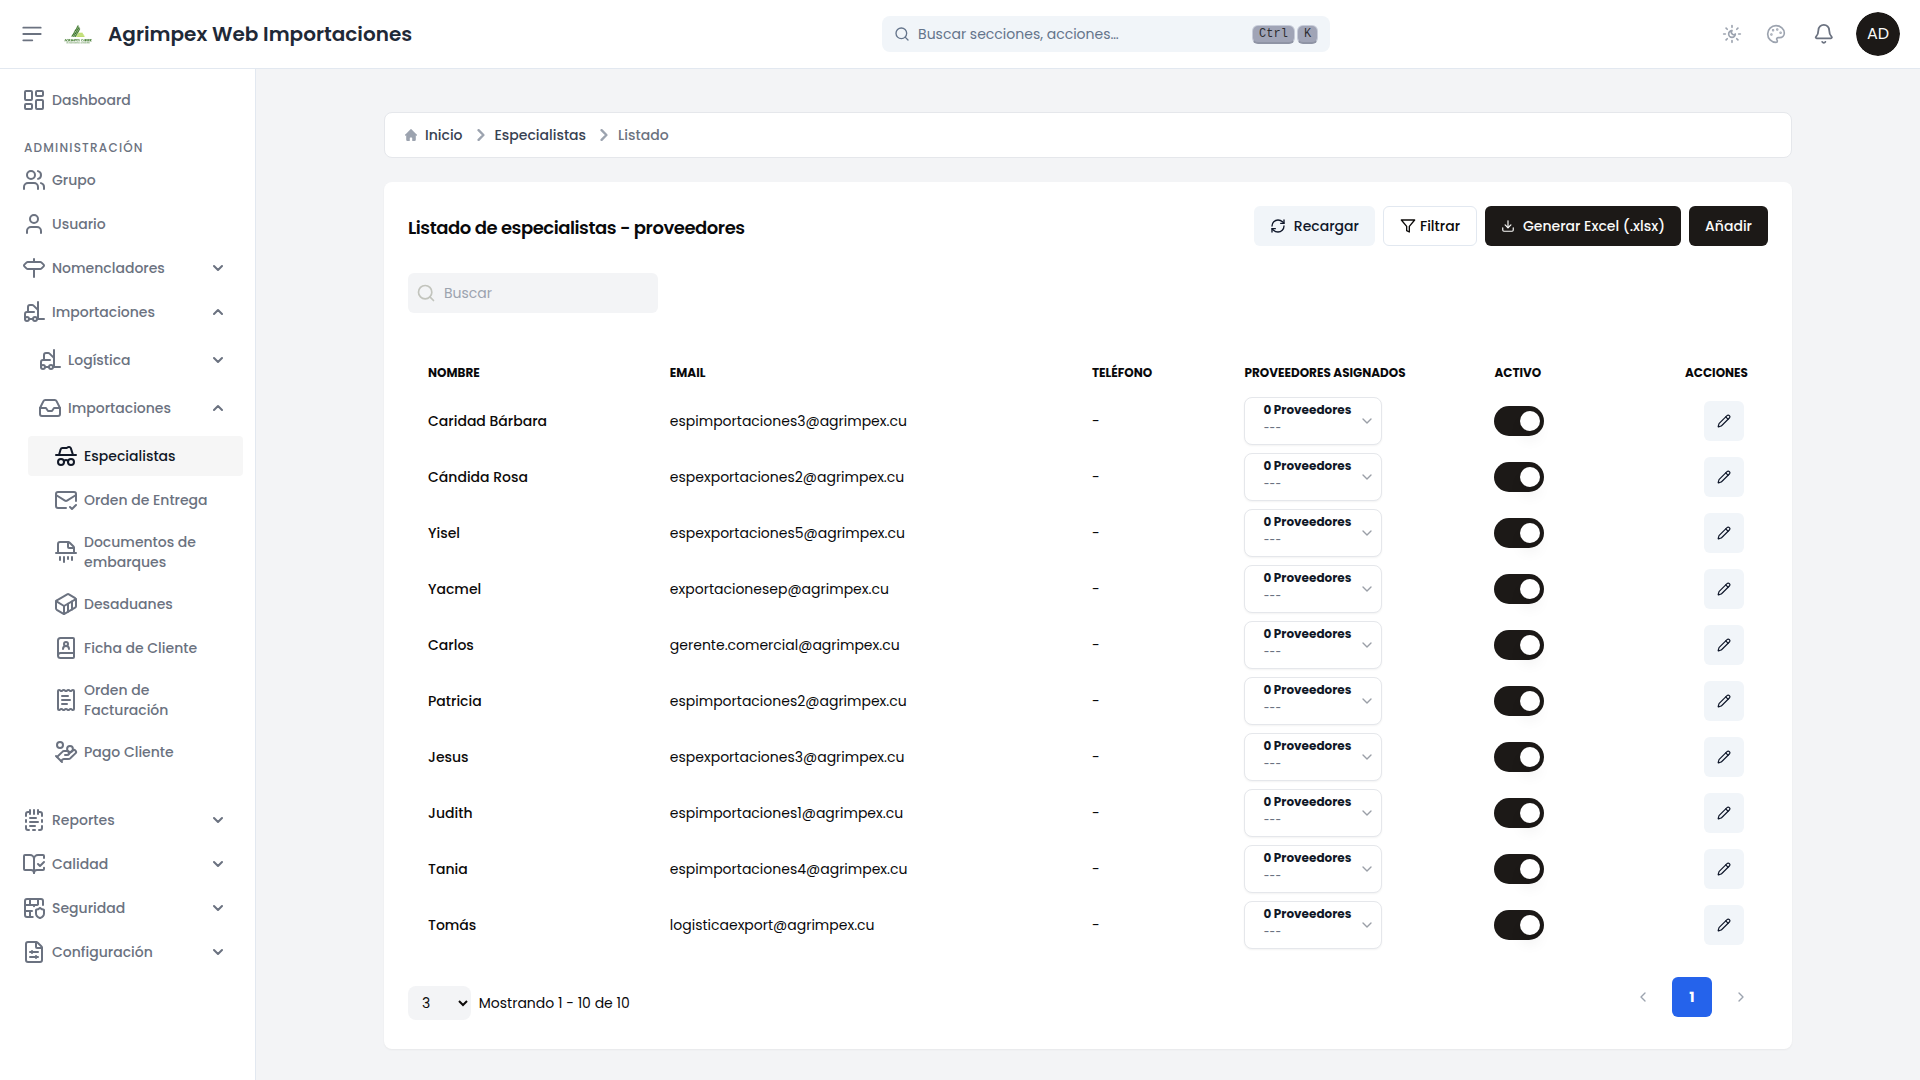 Agrimpex Web Importaciones
Buscar secciones, acciones...
Ctrl K
AD
Dashboard
ADMINISTRACIÓN
Grupo
Usuario
Nomencladores
Importaciones
Logística
Importaciones
Especialistas
Orden de Entrega
Documentos de
embarques
Desaduanes
Ficha de Cliente
Orden de
Facturación
Pago Cliente
Reportes
Calidad
Seguridad
Configuración
Inicio
Especialistas
Listado
Listado de especialistas - proveedores
Recargar
Filtrar
Generar Excel (.xlsx)
Añadir
Buscar
NOMBRE EMAIL TELÉFONO PROVEEDORES ASIGNADOS ACTIVO ACCIONES
Caridad Bárbara espimportaciones3@agrimpex.cu - 0 Proveedores
---
Cándida Rosa espexportaciones2@agrimpex.cu - 0 Proveedores
---
Yisel espexportaciones5@agrimpex.cu - 0 Proveedores
---
Yacmel exportacionesep@agrimpex.cu - 0 Proveedores
---
Carlos gerente.comercial@agrimpex.cu - 0 Proveedores
---
Patricia espimportaciones2@agrimpex.cu - 0 Proveedores
---
Jesus espexportaciones3@agrimpex.cu - 0 Proveedores
---
Judith espimportaciones1@agrimpex.cu - 0 Proveedores
---
Tania espimportaciones4@agrimpex.cu - 0 Proveedores
---
Tomás logisticaexport@agrimpex.cu - 0 Proveedores
---
3 Mostrando 1 - 10 de 10
1